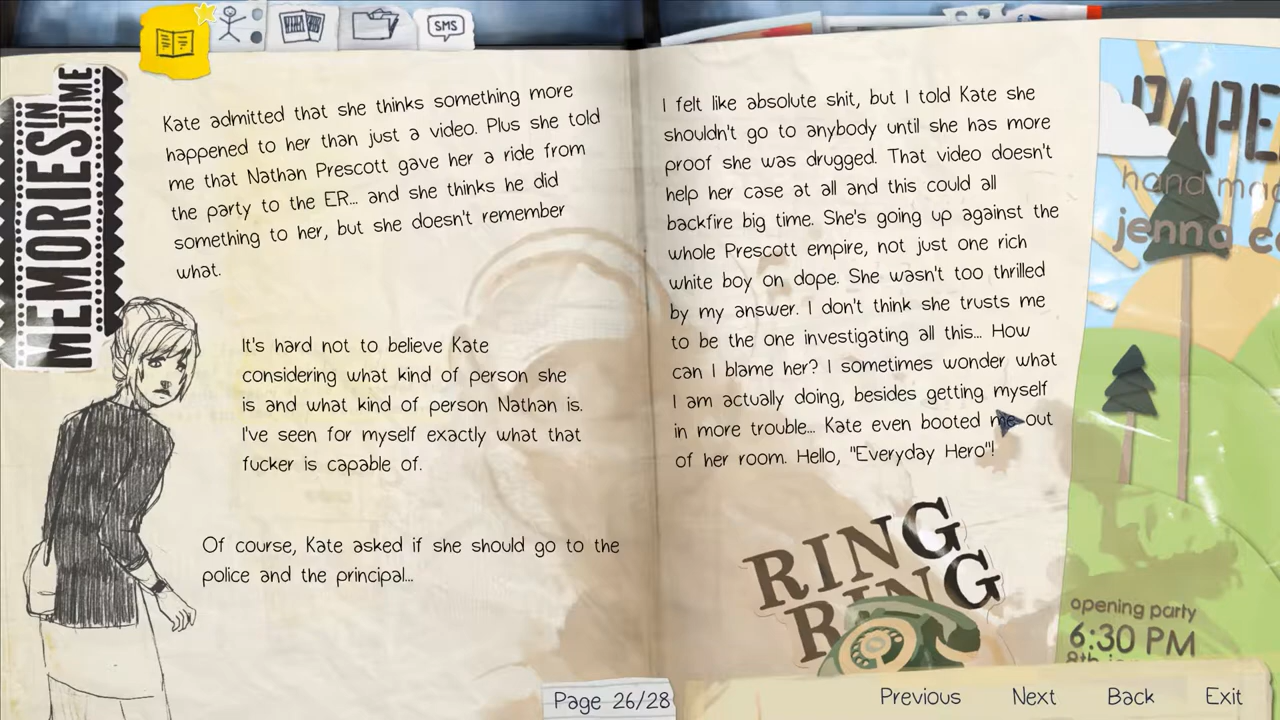 SMS
MEMORIES IN TIME
Kate admitted that she thinks something more
happened to her than just a video. Plus she told
me that Nathan Prescott gave her a ride from
the party to the ER... and she thinks he did
something to her, but she doesn't remember
what.
It's hard not to believe Kate
considering what kind of person she
is and what kind of person Nathan is.
I've seen for myself exactly what that
fucker is capable of.
Of course, Kate asked if she should go to the
police and the principal...
I felt like absolute shit, but I told Kate she
shouldn't go to anybody until she has more
proof she was drugged. That video doesn't
help her case at all and this could all
backfire big time. She's going up against the
whole Prescott empire, not just one rich
white boy on dope. She wasn't too thrilled
by my answer. I don't think she trusts me
to be the one investigating all this... How
can I blame her? I sometimes wonder what
I am actually doing, besides getting myself
in more trouble... Kate even booted me out
of her room. Hello, "Everyday Hero"!
RING
RING
PAPE
hand mad
jenna c
opening party
6:30 PM
8th
Page 26/28
Previous
Next
Back
Exit